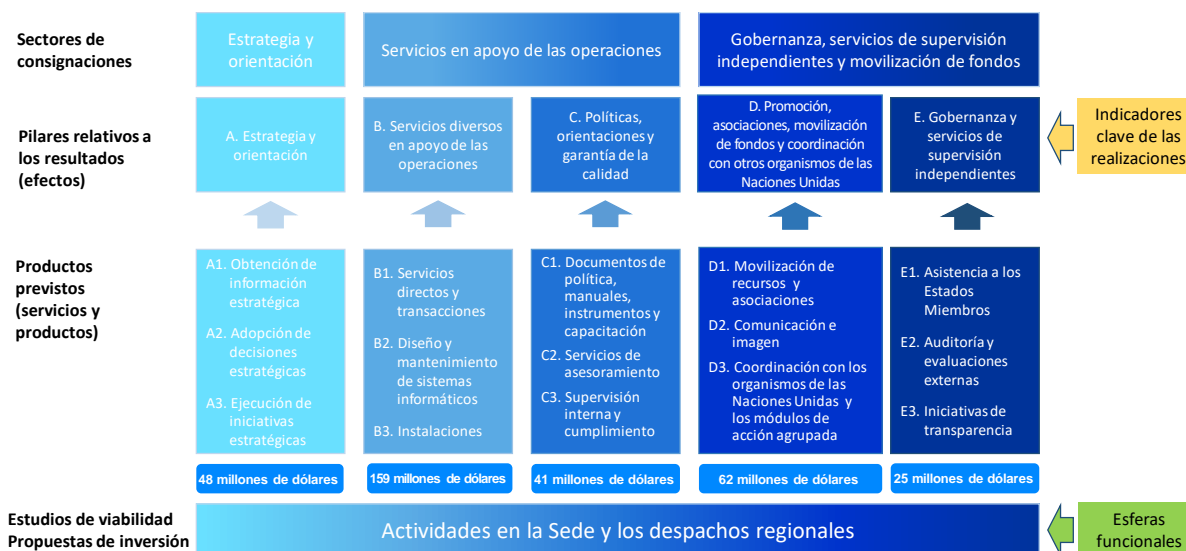 Sectores de
consignaciones
Estrategia y
orientación
Servicios en apoyo de las operaciones
Gobernanza, servicios de supervisión
independientes y movilización de fondos
Pilares relativos a
los resultados
(efectos)
A. Estrategia y
orientación
B. Servicios diversos
en apoyo de las
operaciones
C. Políticas,
orientaciones y
garantía de la
calidad
D. Promoción,
asociaciones, movilización
de fondos y coordinación
con otros organismos de las
Naciones Unidas
E. Gobernanza y
servicios de
supervisión
independientes
Indicadores
clave de las
realizaciones
Productos
previstos
(servicios y
productos)
A1. Obtención de
información
estratégica
A2. Adopción de
decisiones
estratégicas
A3. Ejecución de
iniciativas
estratégicas
B1. Servicios
directos y
transacciones
B2. Diseño y
mantenimiento
de sistemas
informáticos
B3. Instalaciones
C1. Documentos de
política,
manuales,
instrumentos y
capacitación
C2. Servicios de
asesoramiento
C3. Supervisión
interna y
cumplimiento
D1. Movilización de
recursos y
asociaciones
D2. Comunicación e
imagen
D3. Coordinación con los
organismos de las
Naciones Unidas y
los módulos de
acción agrupada
E1. Asistencia a los
Estados
Miembros
E2. Auditoría y
evaluaciones
externas
E3. Iniciativas de
transparencia
48 millones de dólares
159 millones de dólares
41 millones de dólares
62 millones de dólares
25 millones de dólares
Estudios de viabilidad
Propuestas de inversión
Actividades en la Sede y los despachos regionales
Esferas
funcionales